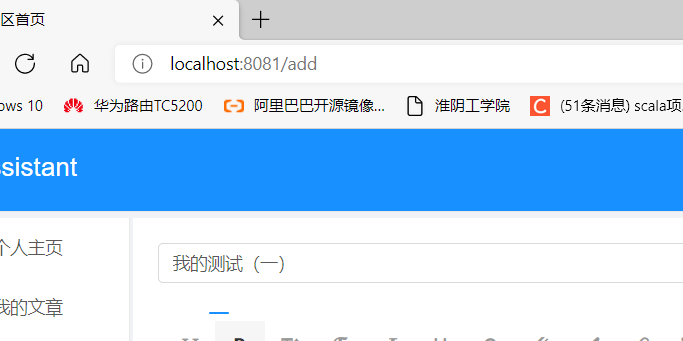 区首页
localhost:8081/add
ows 10 华为路由TC5200 阿里巴巴开源镜像... 淮阴工学院 (51条消息) scala项
sistant
个人主页
我的测试（一）
我的文章